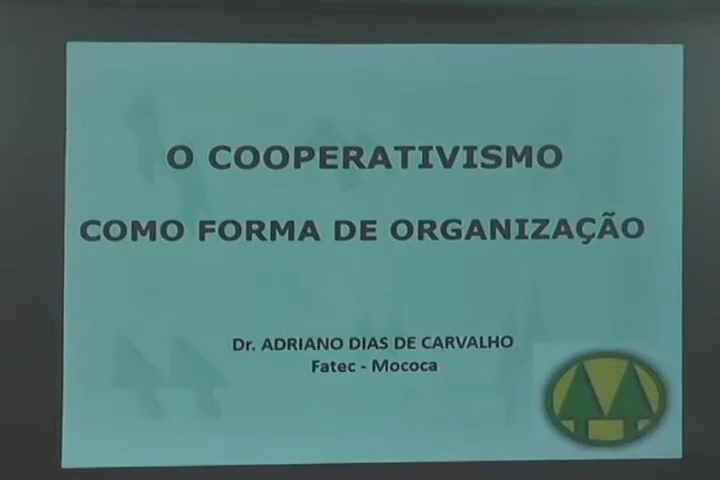 O COOPERATIVISMO
COMO FORMA DE ORGANIZAÇÃO
Dr. ADRIANO DIAS DE CARVALHO
Fatec - Mococa